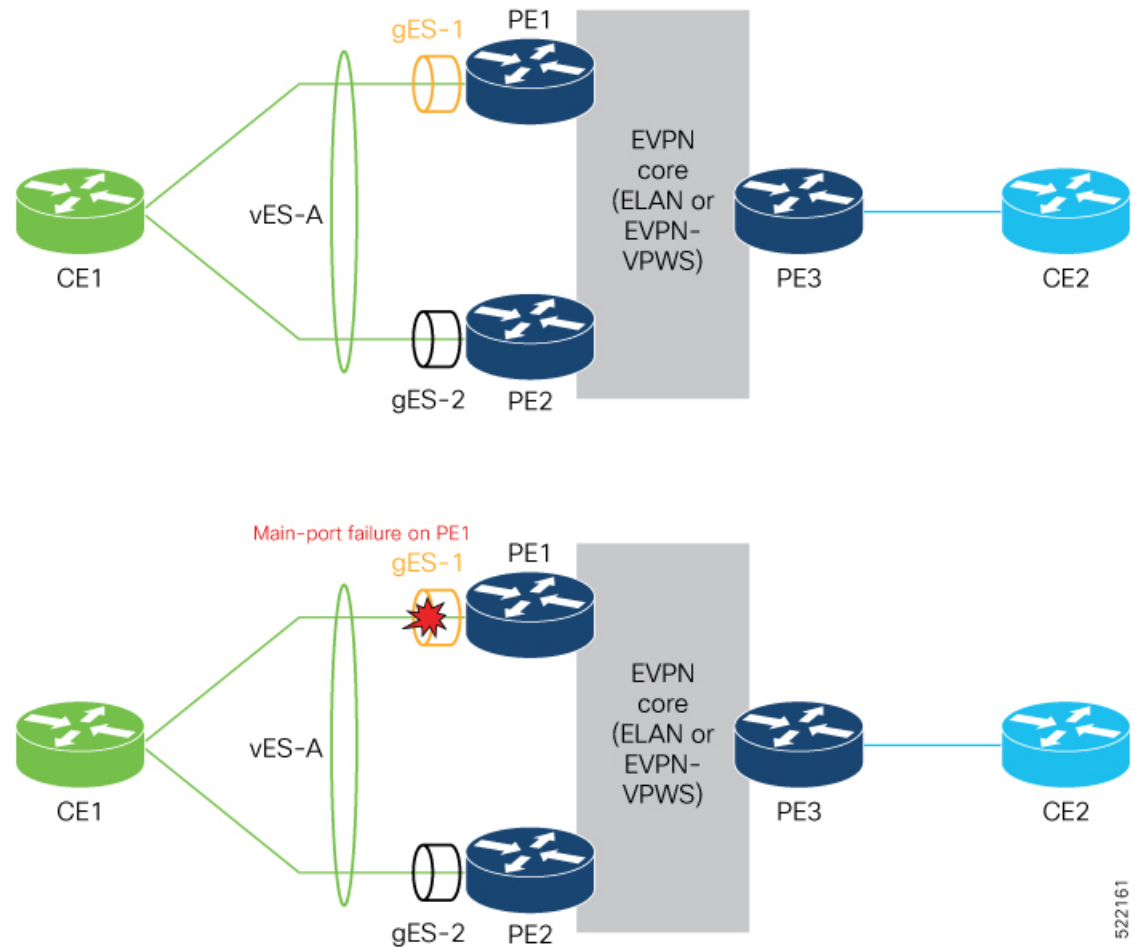 PE1
gES-1
EVPN
core
(ELAN or
EVPN-
VPWS)
vES-A
CE1
PE3
CE2
gES-2
PE2
Main-port failure on PE1
gES-1
PE1
EVPN
core
(ELAN or
EVPN-
VPWS)
vES-A
CE1
PE3
CE2
gES-2
PE2
522161